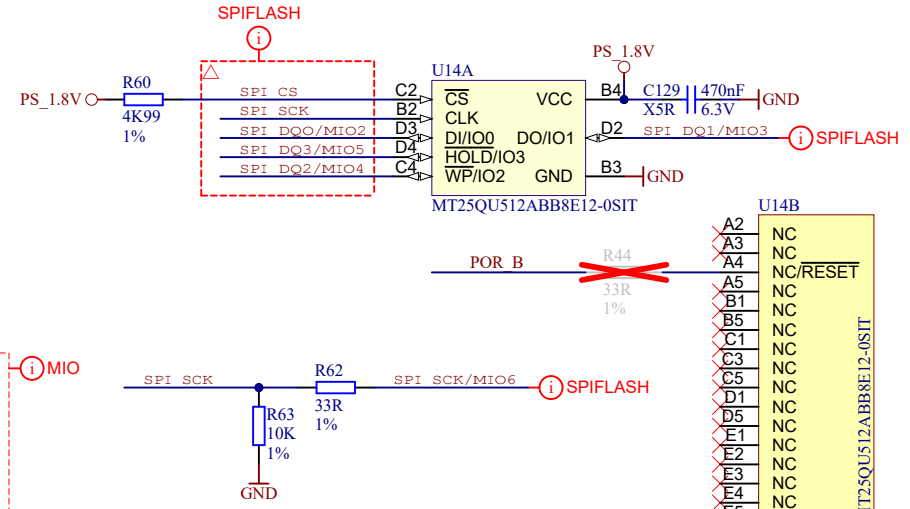 SPIFLASH
i
PS_1.8V
R60
4K99
1%
SPI CS
SPI SCK
SPI DQ0/MIO2
SPI DQ3/MIO5
SPI DQ2/MIO4
C2
B2
D3
D4
C4
U14A
CS
CLK
DI/IO0
HOLD/IO3
WP/IO2
VCC
DO/IO1
GND
MT25QU512ABB8E12-0SIT
PS_1.8V
B4
C129
X5R
470nF
6.3V
GND
D2
SPI DQ1/MIO3
i
SPIFLASH
B3
GND
U14B
POR_B
R44
33R
1%
A2
NC
A3
NC
A4
NC/RESET
A5
NC
B1
NC
B5
NC
C1
NC
C3
NC
C5
NC
D1
NC
D5
NC
E1
NC
E2
NC
E3
NC
E4
NC
E5
MT25QU512ABB8E12-0SIT
i
MIO
SPI SCK
R62
33R
1%
SPI SCK/MIO6
i
SPIFLASH
R63
10K
1%
GND